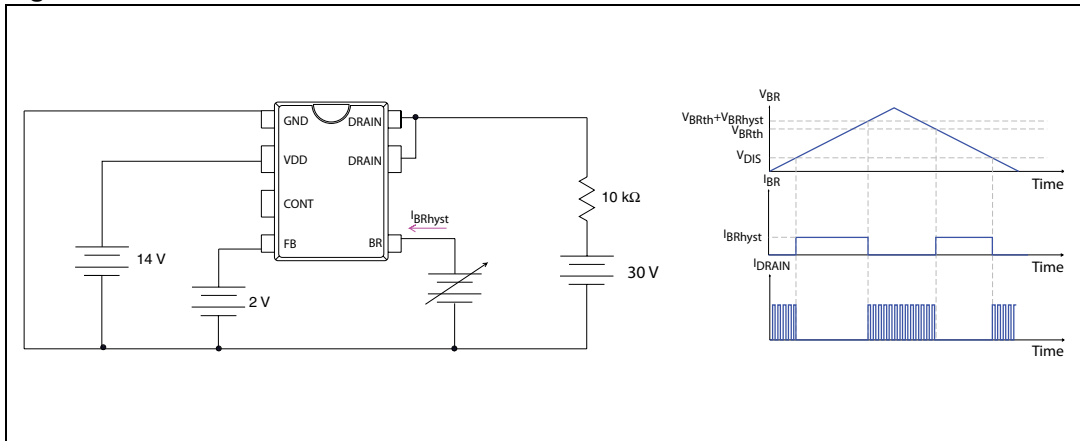 GND
DRAIN
VDD
DRAIN
CONT
FB
BR
IBRhyst
14 V
2 V
10 kΩ
30 V
VBR
VBRth+VBRhyst
VBRth
VDIS
Time
IBR
IBRhyst
Time
IDRAIN
Time